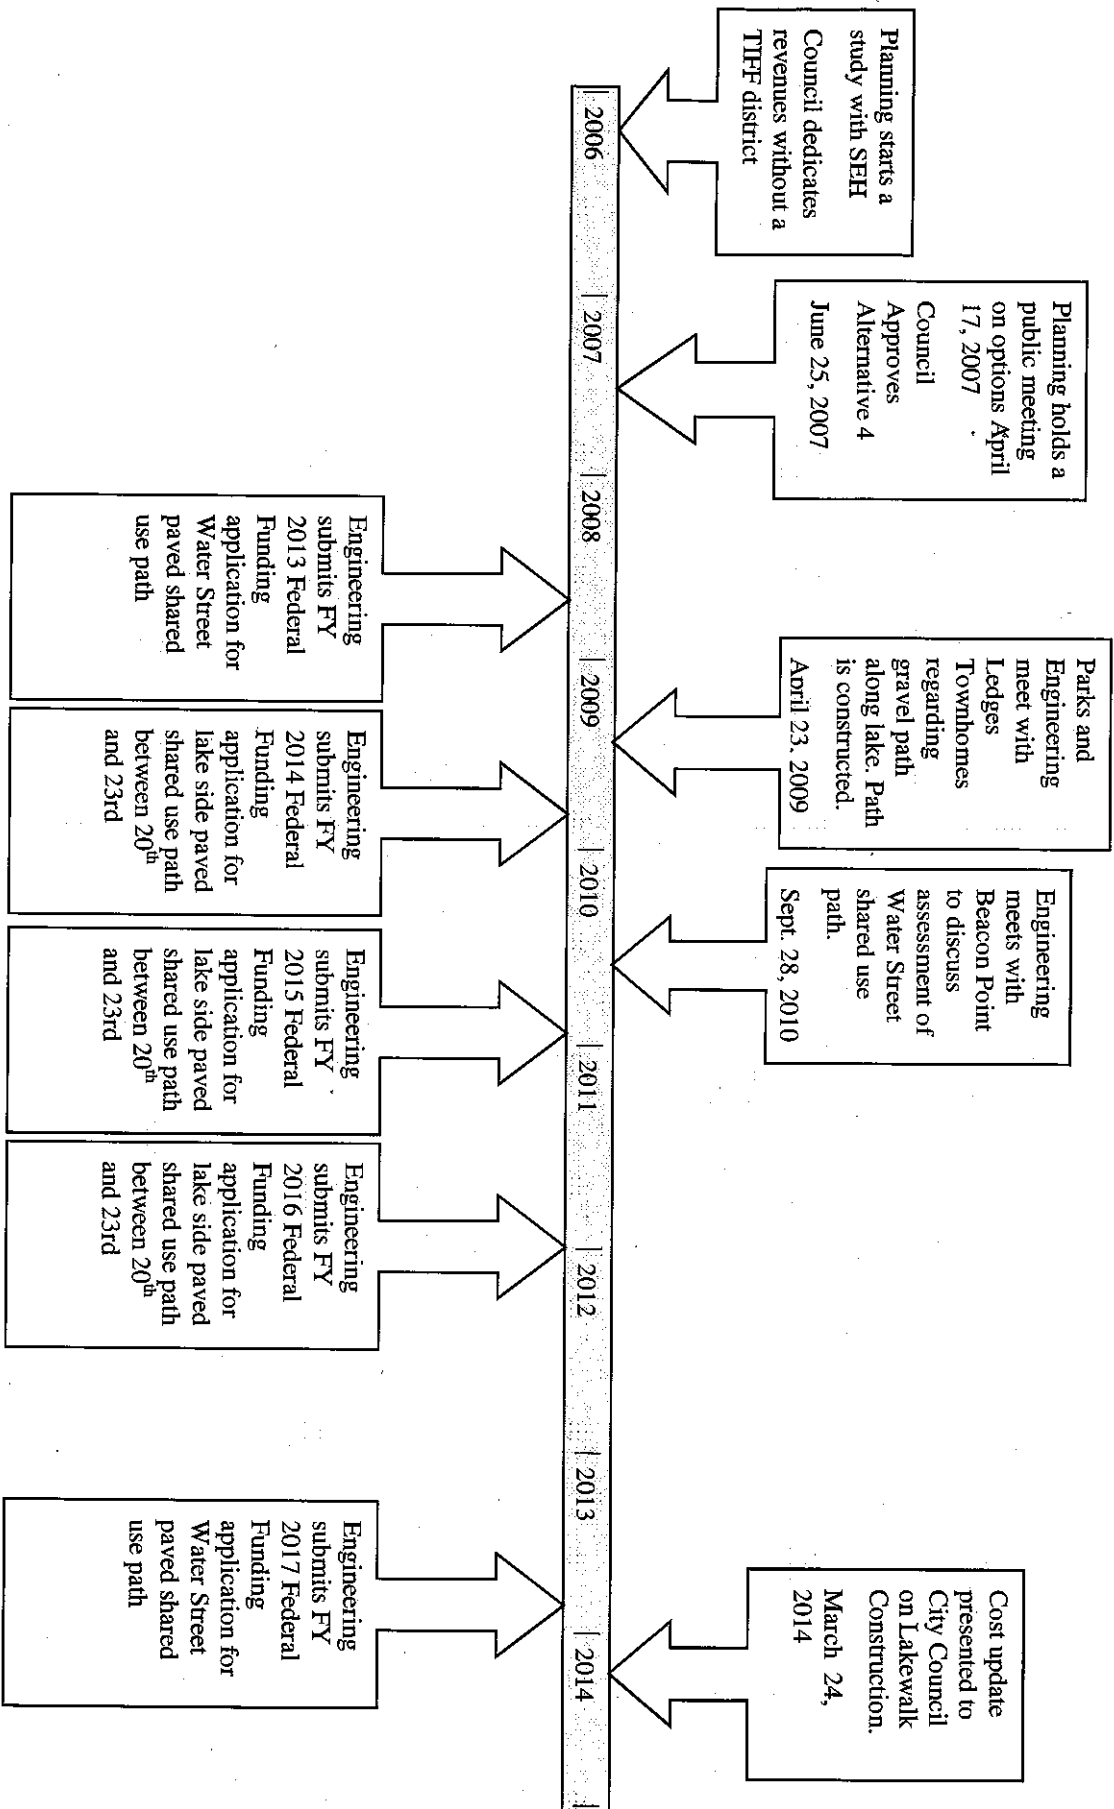 Planning starts a
study with SEH
Council dedicates
revenues without a
TIFF district
Planning holds a
public meeting
on options April
17, 2007
Council
Approves
Alternative 4
June 25, 2007
Parks and
Engineering
meet with
Ledges
Townhomes
regarding
gravel path
along lake. Path
is constructed.
April 23. 2009
Engineering
meets with
Beacon Point
to discuss
assessment of
Water Street
shared use
path.
Sept. 28, 2010
Cost update
presented to
City Council
on Lakewalk
Construction.
March 24,
2014
2006
2007
2008
2009
2010
2011
2012
2013
2014
Engineering
submits FY
2013 Federal
Funding
application for
Water Street
paved shared
use path
Engineering
submits FY
2014 Federal
Funding
application for
lake side paved
shared use path
between 20th
and 23rd
Engineering
submits FY
2015 Federal
Funding
application for
lake side paved
shared use path
between 20th
and 23rd
Engineering
submits FY
2016 Federal
Funding
application for
lake side paved
shared use path
between 20th
and 23rd
Engineering
submits FY
2017 Federal
Funding
application for
Water Street
paved shared
use path